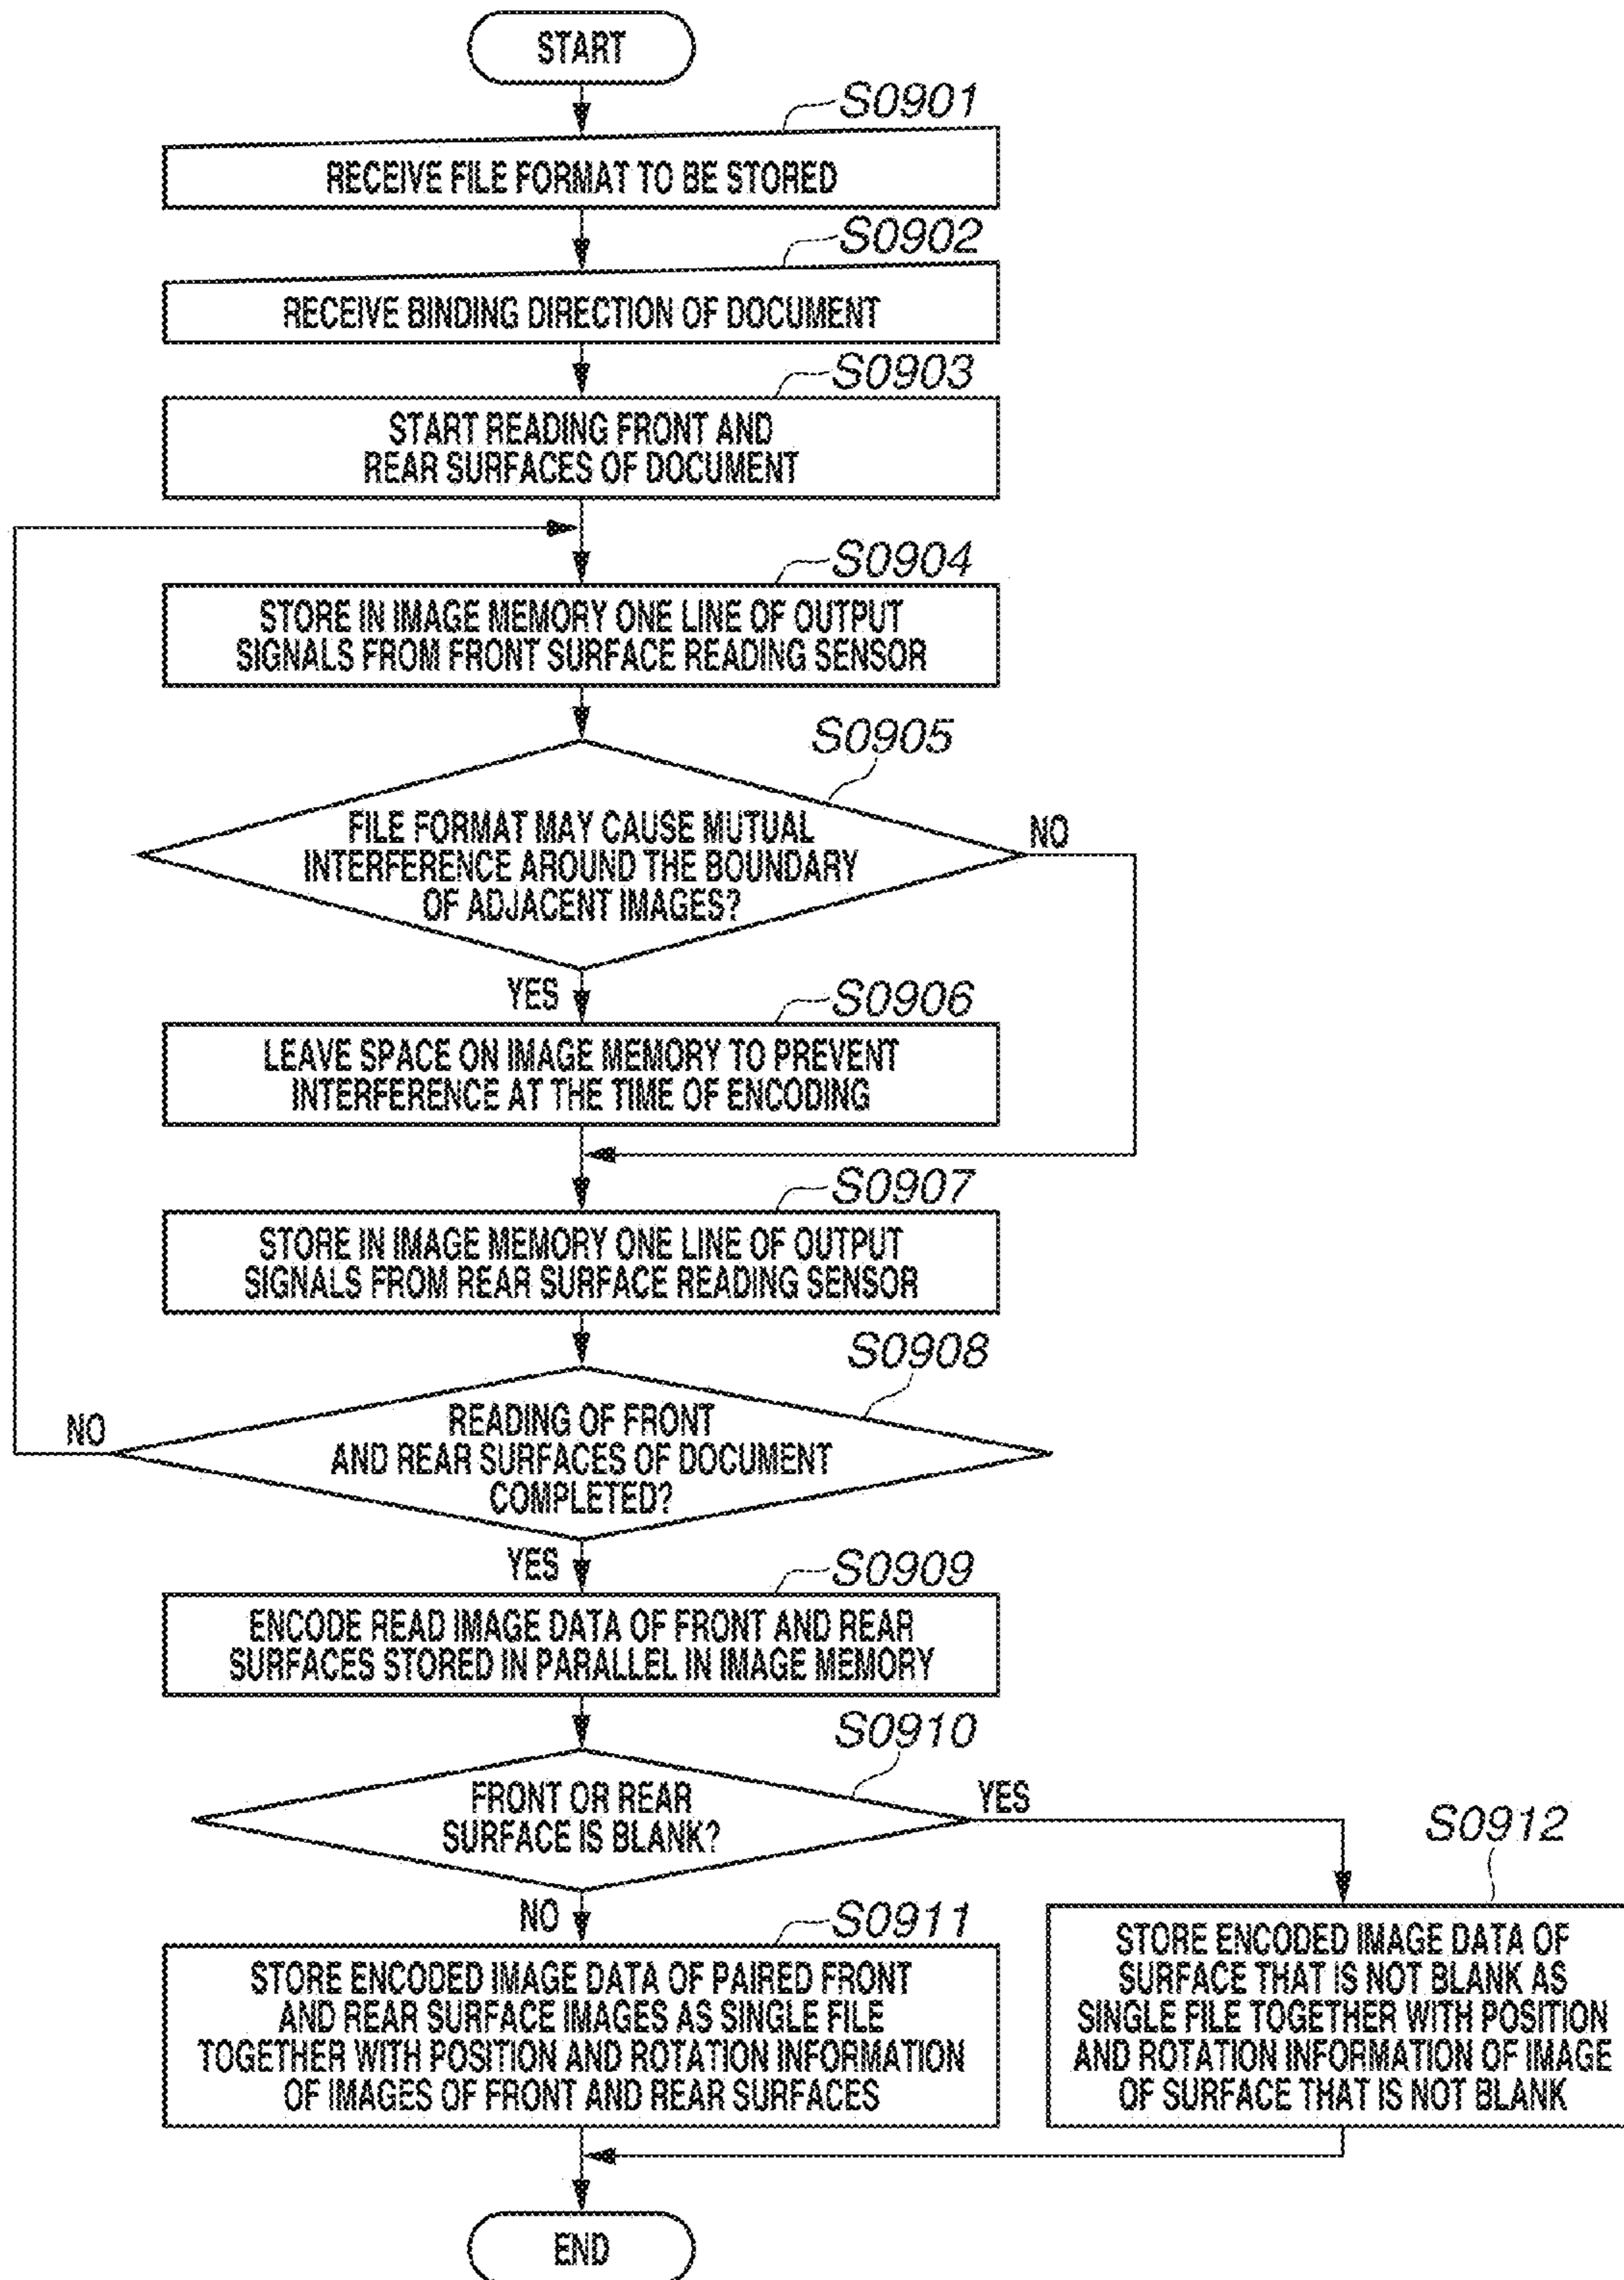 START
S0901
RECEIVE FILE FORMAT TO BE STORED
S0902
RECEIVE BINDING DIRECTION OF DOCUMENT
S0903
START READING FRONT AND
REAR SURFACES OF DOCUMENT
S0904
STORE IN IMAGE MEMORY ONE LINE OF OUTPUT
SIGNALS FROM FRONT SURFACE READING SENSOR
S0905
FILE FORMAT MAY CAUSE MUTUAL
INTERFERENCE AROUND THE BOUNDARY
OF ADJACENT IMAGES?
NO
YES
S0906
LEAVE SPACE ON IMAGE MEMORY TO PREVENT
INTERFERENCE AT THE TIME OF ENCODING
S0907
STORE IN IMAGE MEMORY ONE LINE OF OUTPUT
SIGNALS FROM REAR SURFACE READING SENSOR
S0908
READING OF FRONT
AND REAR SURFACES OF DOCUMENT
COMPLETED?
NO
YES
S0909
ENCODE READ IMAGE DATA OF FRONT AND REAR
SURFACES STORED IN PARALLEL IN IMAGE MEMORY
S0910
FRONT OR REAR
SURFACE IS BLANK?
YES
NO
S0911
STORE ENCODED IMAGE DATA OF PAIRED FRONT
AND REAR SURFACE IMAGES AS SINGLE FILE
TOGETHER WITH POSITION AND ROTATION INFORMATION
OF IMAGES OF FRONT AND REAR SURFACES
S0912
STORE ENCODED IMAGE DATA OF
SURFACE THAT IS NOT BLANK AS
SINGLE FILE TOGETHER WITH POSITION
AND ROTATION INFORMATION OF IMAGE
OF SURFACE THAT IS NOT BLANK
END